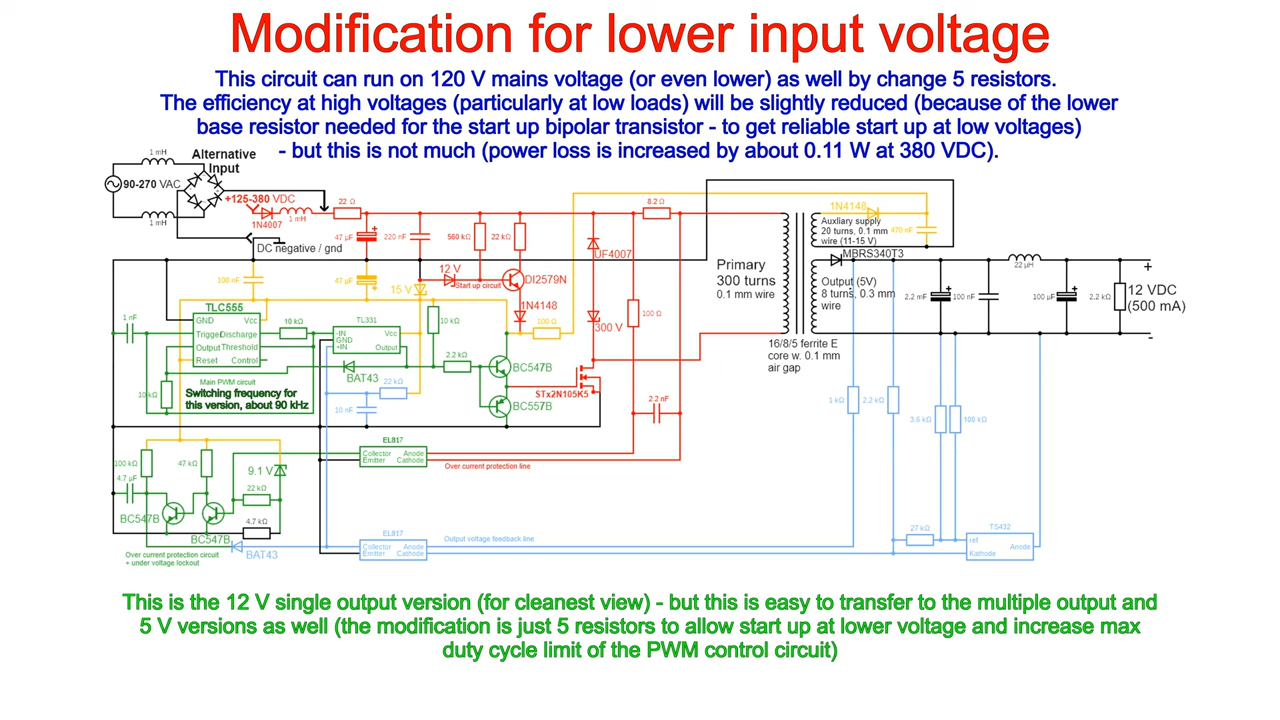 Modification for lower input voltage
This circuit can run on 120 V mains voltage (or even lower) as well by change 5 resistors.
The efficiency at high voltages (particularly at low loads) will be slightly reduced (because of the lower
base resistor needed for the start up bipolar transistor - to get reliable start up at low voltages)
- but this is not much (power loss is increased by about 0.11 W at 380 VDC).
1 mH
Alternative
Input
90-270 VAC
1 mH
+125-380 VDC
1N4007
1 mH
DC negative / gnd
22 Ω
47 µF
220 nF
560 kΩ
22 kΩ
UF4007
8.2 Ω
1N4148
470 nF
Auxliary supply
20 turns, 0.1 mm
wire (11-15 V)
MBRS340T3
Primary
300 turns
0.1 mm wire
Output (5V)
8 turns, 0.3 mm
wire
16/8/5 ferrite E
core w. 0.1 mm
air gap
22 µH
2.2 mF
100 nF
100 µF
2.2 kΩ
+
12 VDC
(500 mA)
-
100 nF
47 µF
15 V
12 V
Start up circuit
DI2579N
1N4148
100 Ω
300 V
100 Ω
TLC555
GND
Vcc
Trigger
Discharge
Output
Threshold
Reset
Control
1 nF
10 kΩ
Main PWM circuit
Switching frequency for
this version, about 90 kHz
10 kΩ
TL331
-IN
GND
+IN
Vcc
Output
10 kΩ
BAT43
2.2 kΩ
22 kΩ
10 nF
BC547B
BC557B
STx2N105K5
2.2 nF
1 kΩ
2.2 kΩ
3.6 kΩ
100 kΩ
EL817
Collector
Emitter
Anode
Cathode
Over current protection line
100 kΩ
47 kΩ
9.1 V
4.7 µF
22 kΩ
4.7 kΩ
BC547B
BC547B
BAT43
Over current protection circuit
+ under voltage lockout
EL817
Collector
Emitter
Anode
Cathode
Output voltage feedback line
27 kΩ
TS432
ref
Kathode
Anode
This is the 12 V single output version (for cleanest view) - but this is easy to transfer to the multiple output and
5 V versions as well (the modification is just 5 resistors to allow start up at lower voltage and increase max
duty cycle limit of the PWM control circuit)